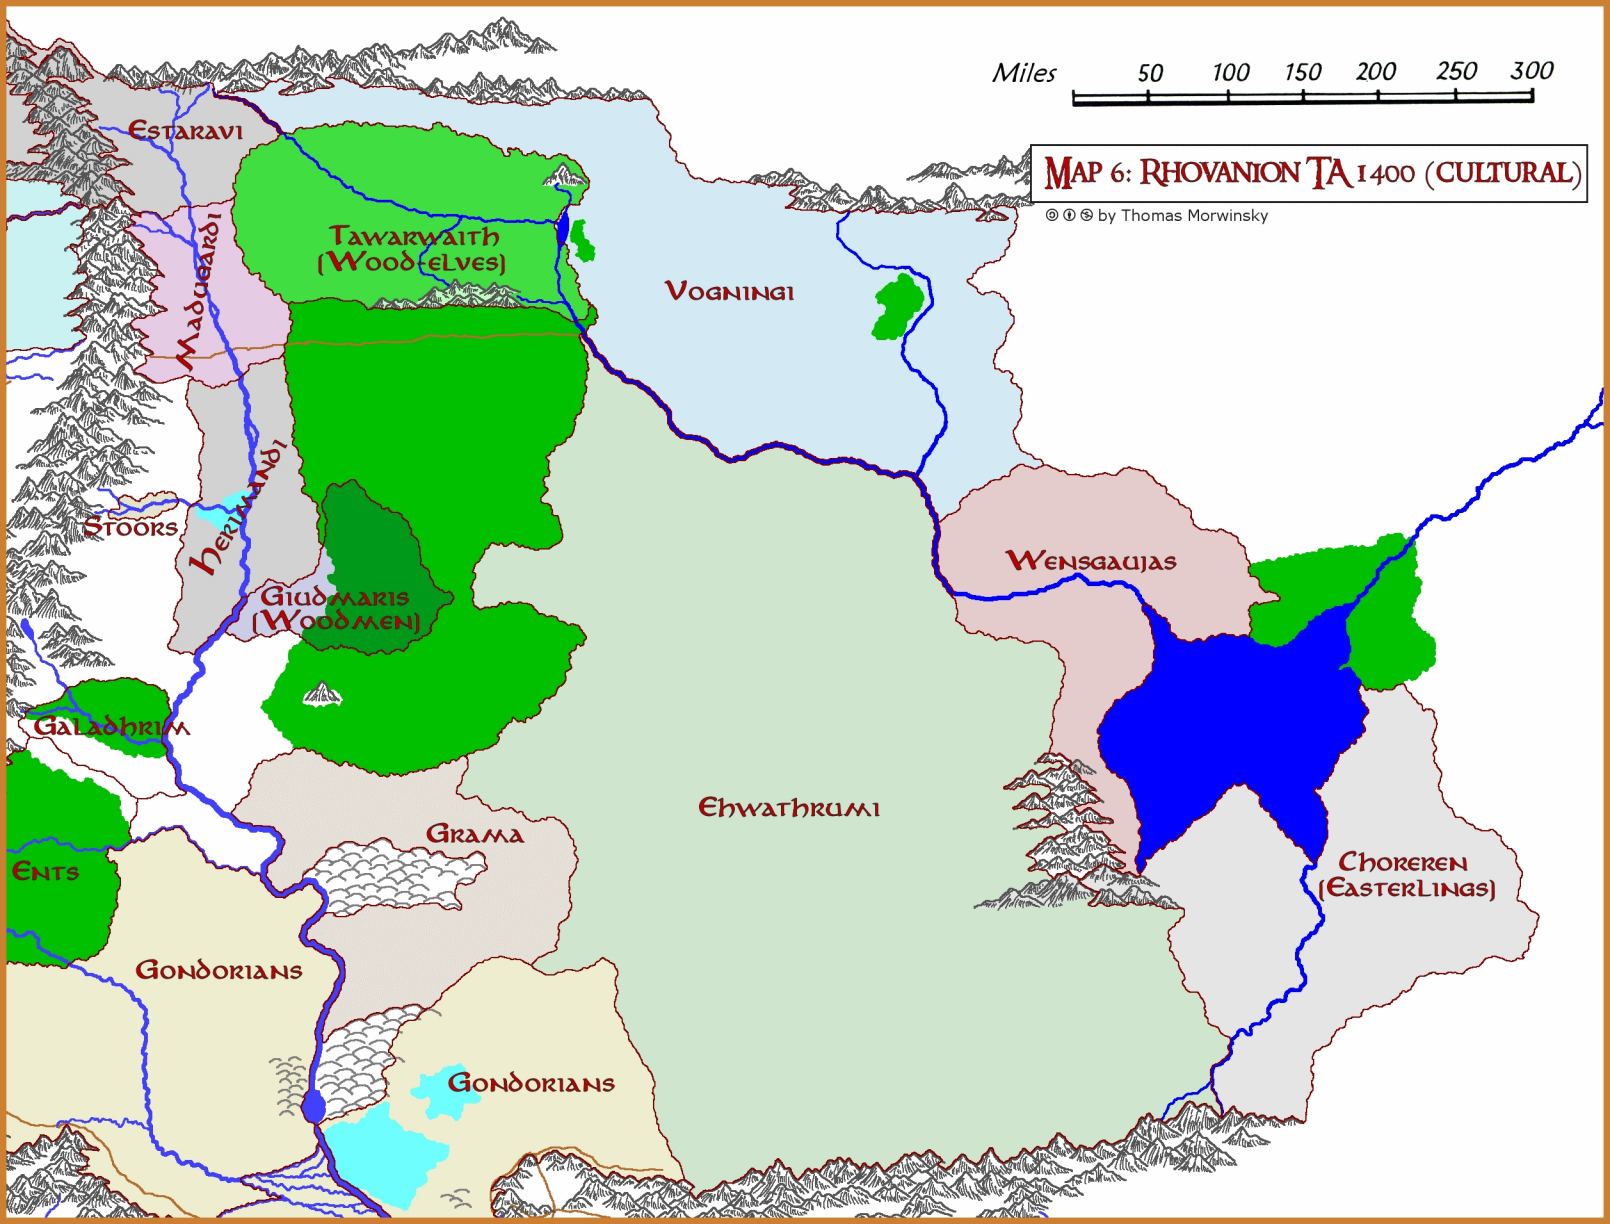 Miles 50 100 150 200 250 300
Map 6: Rhovanion TA 1400 (cultural)
by Thomas Morwinsky
Estaravi
Madugardi
Tawarwaith
(Wood-elves)
Vogningi
Herimandi
Stoors
Wensgaujas
Giudmaris
(Woodmen)
Galadhrim
Ehwathrumi
Grama
Ents
Choreren
(Easterlings)
Gondorians
Gondorians